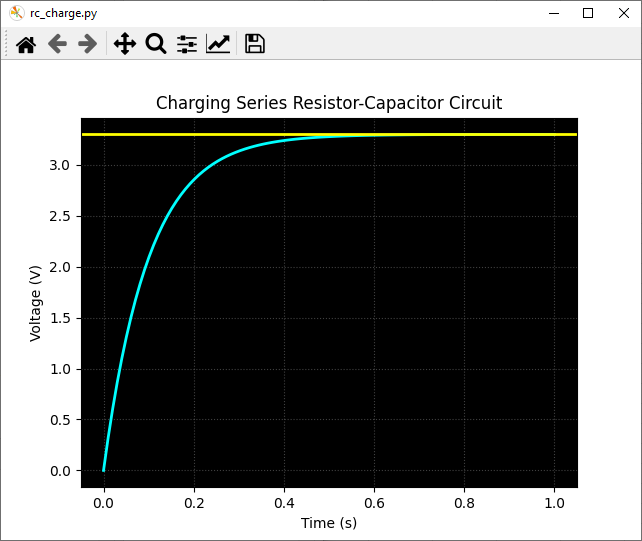 rc_charge.py
Charging Series Resistor-Capacitor Circuit
3.0
2.5
2.0
1.5
1.0
0.5
0.0
Voltage (V)
0.0 0.2 0.4 0.6 0.8 1.0
Time (s)